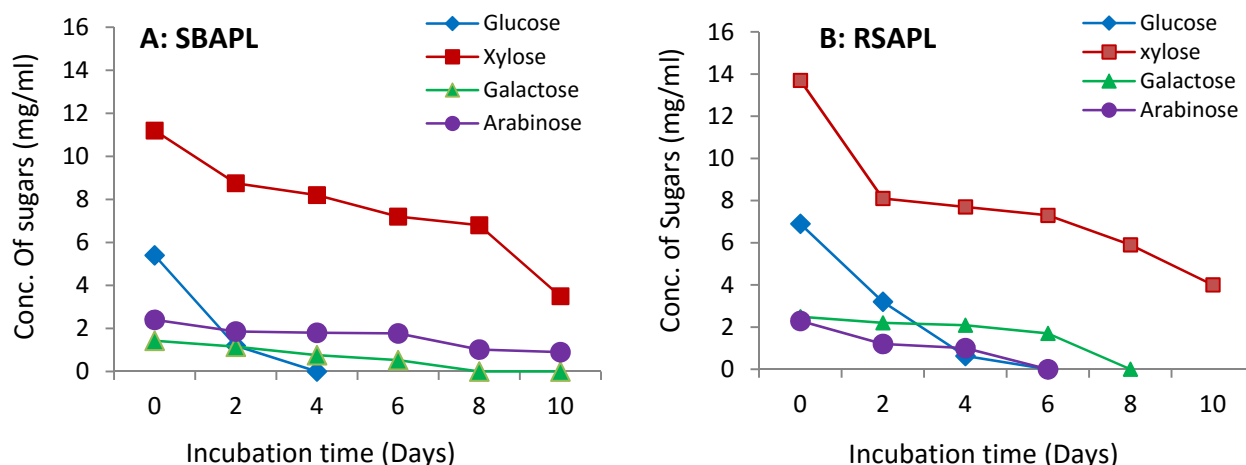 A: SBAPL
Glucose
Xylose
Galactose
Arabinose
Conc. Of sugars (mg/ml)
16
14
12
10
8
6
4
2
0
0 2 4 6 8 10
Incubation time (Days)
B: RSAPL
Glucose
xylose
Galactose
Arabinose
Conc. of Sugars (mg/ml)
16
14
12
10
8
6
4
2
0
0 2 4 6 8 10
Incubation time (Days)